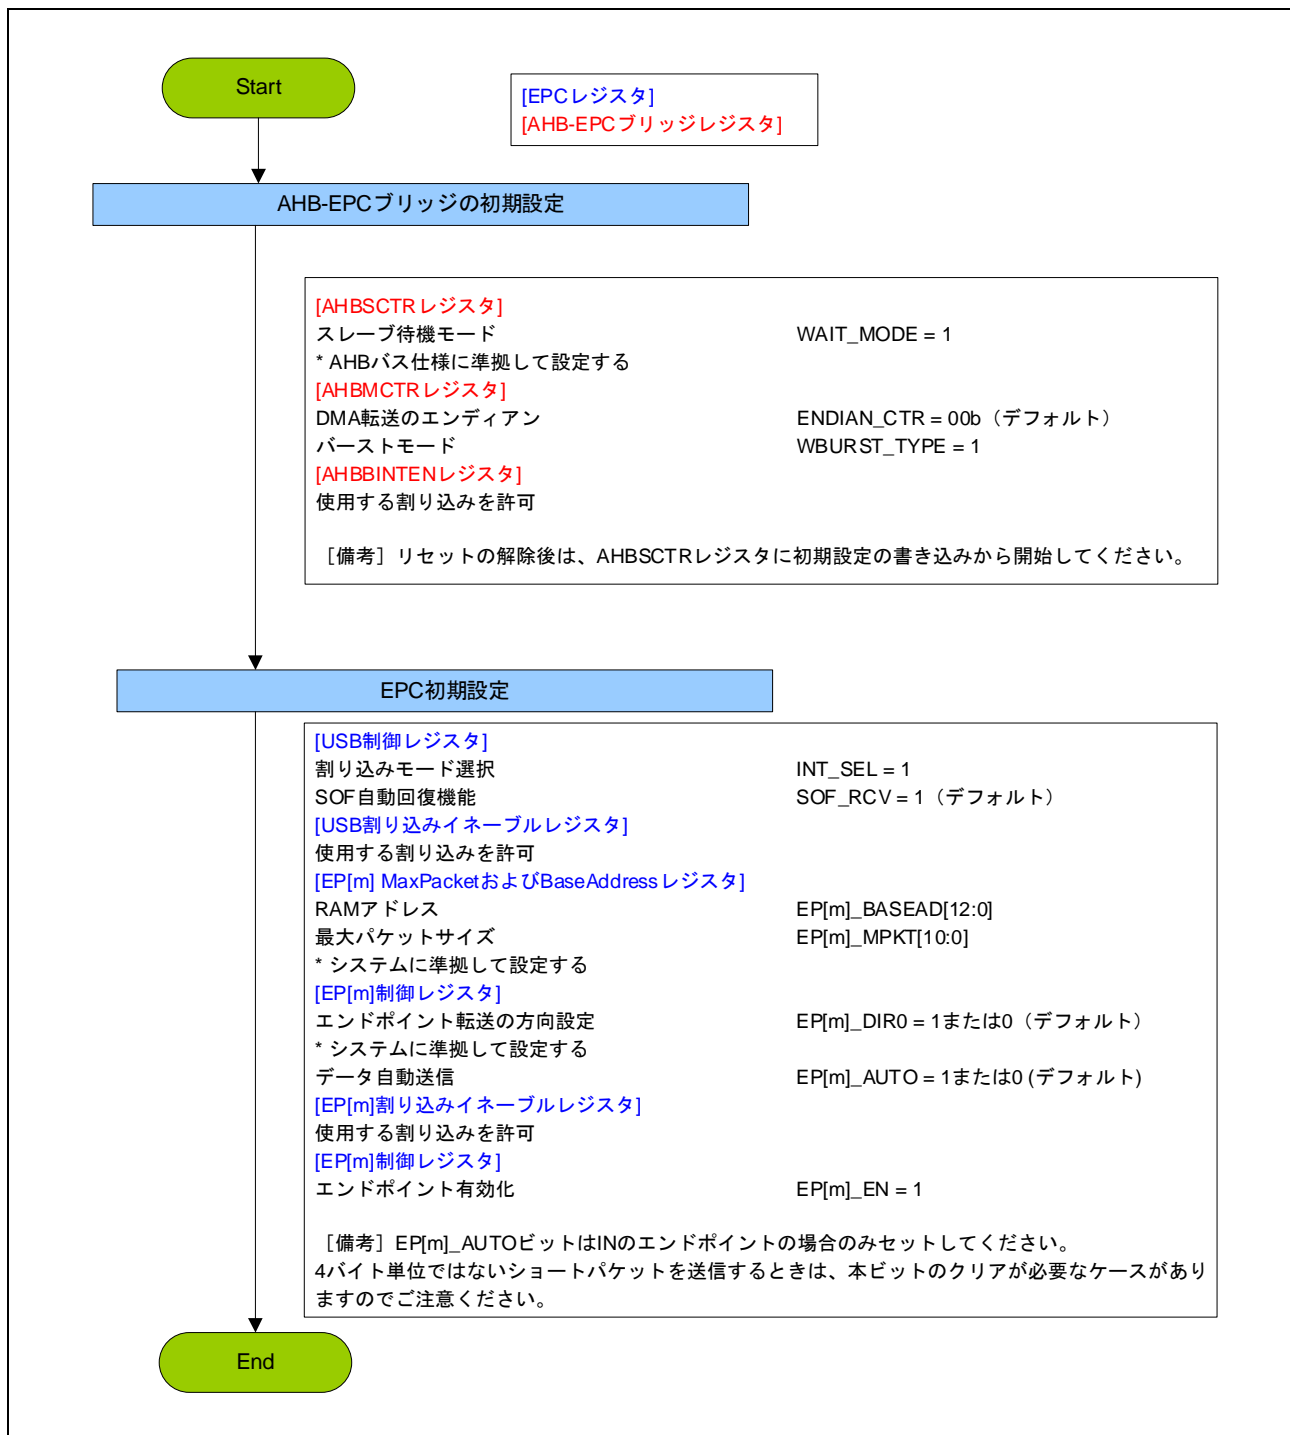 Start
[EPCレジスタ]
[AHB-EPCブリッジレジスタ]
AHB-EPCブリッジの初期設定
[AHBSCTRレジスタ]
スレーブ待機モード WAIT_MODE = 1
* AHBバス仕様に準拠して設定する
[AHBMCTRレジスタ]
DMA転送のエンディアン ENDIAN_CTR = 00b（デフォルト）
バーストモード WBURST_TYPE = 1
[AHBBINTENレジスタ]
使用する割り込みを許可
［備考］リセットの解除後は、AHBSCTRレジスタに初期設定の書き込みから開始してください。
EPC初期設定
[USB制御レジスタ]
割り込みモード選択 INT_SEL = 1
SOF自動回復機能 SOF_RCV = 1（デフォルト）
[USB割り込みイネーブルレジスタ]
使用する割り込みを許可
[EP[m] MaxPacketおよびBaseAddressレジスタ]
RAMアドレス EP[m]_BASEAD[12:0]
最大パケットサイズ EP[m]_MPKT[10:0]
* システムに準拠して設定する
[EP[m]制御レジスタ]
エンドポイント転送の方向設定 EP[m]_DIR0 = 1または0（デフォルト）
* システムに準拠して設定する
データ自動送信 EP[m]_AUTO = 1または0 (デフォルト)
[EP[m]割り込みイネーブルレジスタ]
使用する割り込みを許可
[EP[m]制御レジスタ]
エンドポイント有効化 EP[m]_EN = 1
［備考］EP[m]_AUTOビットはINのエンドポイントの場合のみセットしてください。
4バイト単位ではないショートパケットを送信するときは、本ビットのクリアが必要なケースがあり
ますのでご注意ください。
End